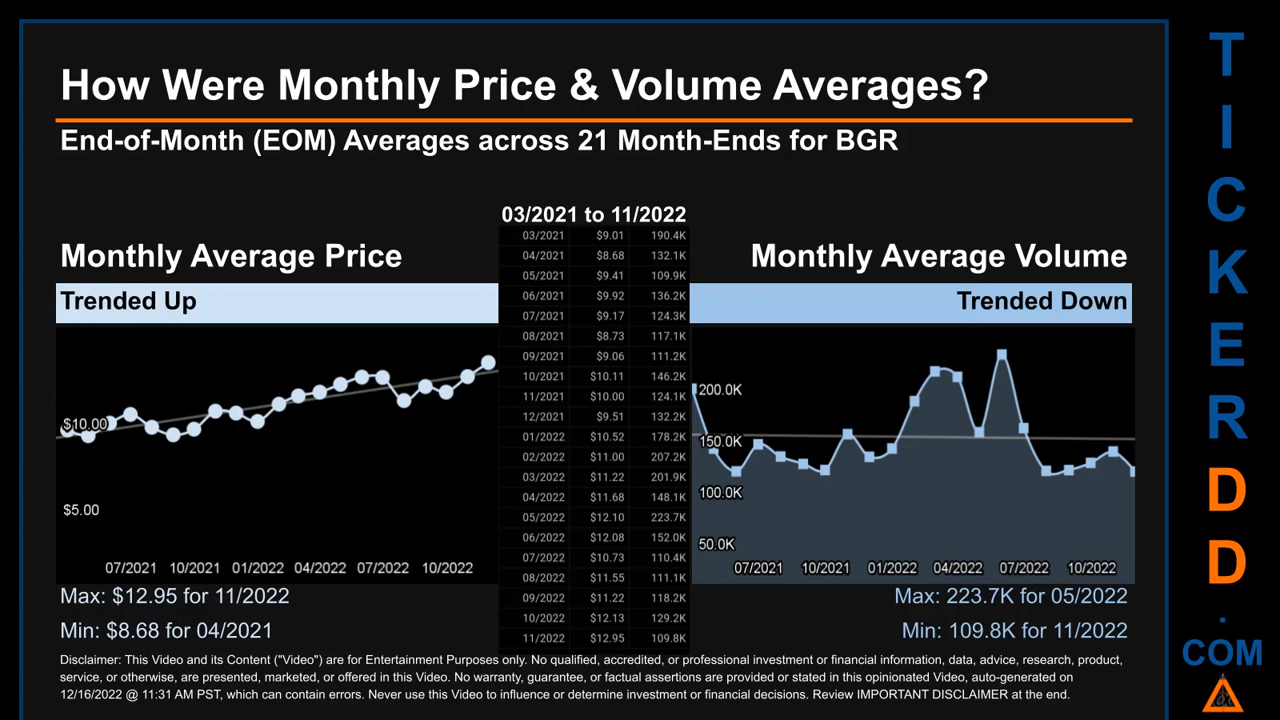 How Were Monthly Price & Volume Averages?
End-of-Month (EOM) Averages across 21 Month-Ends for BGR
03/2021 to 11/2022
Monthly Average Price
Trended Up
$10.00
$5.00
07/2021 10/2021 01/2022 04/2022 07/2022 10/2022
Max: $12.95 for 11/2022
Min: $8.68 for 04/2021
03/2021 $9.01 190.4K
04/2021 $8.68 132.1K
05/2021 $9.41 109.9K
06/2021 $9.92 136.2K
07/2021 $9.17 124.3K
08/2021 $8.73 117.1K
09/2021 $9.06 111.2K
10/2021 $10.11 146.2K
11/2021 $10.00 124.1K
12/2021 $9.51 132.2K
01/2022 $10.52 178.2K
02/2022 $11.00 207.2K
03/2022 $11.22 201.9K
04/2022 $11.68 148.1K
05/2022 $12.10 223.7K
06/2022 $12.08 152.0K
07/2022 $10.73 110.4K
08/2022 $11.55 111.1K
09/2022 $11.22 118.2K
10/2022 $12.13 129.2K
11/2022 $12.95 109.8K
Monthly Average Volume
Trended Down
200.0K
150.0K
100.0K
50.0K
07/2021 10/2021 01/2022 04/2022 07/2022 10/2022
Max: 223.7K for 05/2022
Min: 109.8K for 11/2022
Disclaimer: This Video and its Content ("Video") are for Entertainment Purposes only. No qualified, accredited, or professional investment or financial information, data, advice, research, product,
service, or otherwise, are presented, marketed, or offered in this Video. No warranty, guarantee, or factual assertions are provided or stated in this opinionated Video, auto-generated on
12/16/2022 @ 11:31 AM PST, which can contain errors. Never use this Video to influence or determine investment or financial decisions. Review IMPORTANT DISCLAIMER at the end.
T
I
C
K
E
R
D
D
.
COM